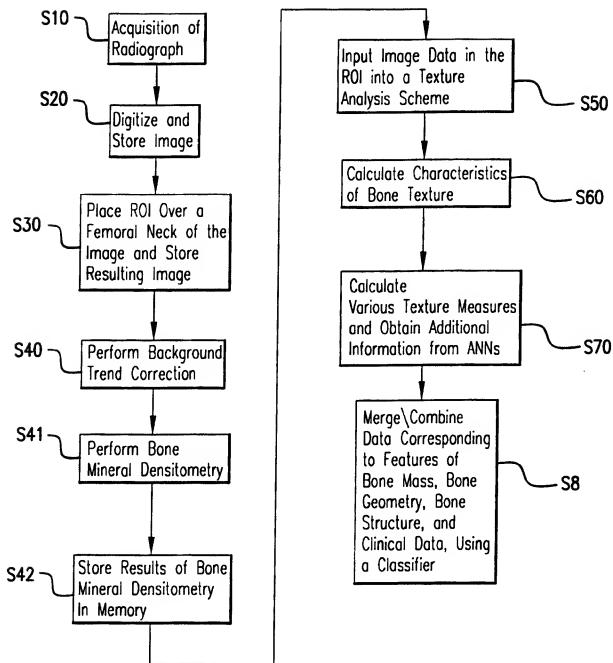 S10
Acquisition of
Radiograph
S20
Digitize and
Store Image
S30
Place ROI Over a
Femoral Neck of
the Image and Store
Resulting Image
S40
Perform Background
Trend Correction
S41
Perform Bone
Mineral Densitometry
S42
Store Results of Bone
Mineral Densitometry
In Memory
Input Image Data in the
ROI into a Texture
Analysis Scheme
S50
Calculate Characteristics
of Bone Texture
S60
Calculate
Various Texture Measures
and Obtain Additional
Information from ANNs
S70
Merge\Combine
Data Corresponding
to Features of
Bone Mass, Bone
Geometry, Bone
Structure, and
Clinical Data, Using
a Classifier
S8